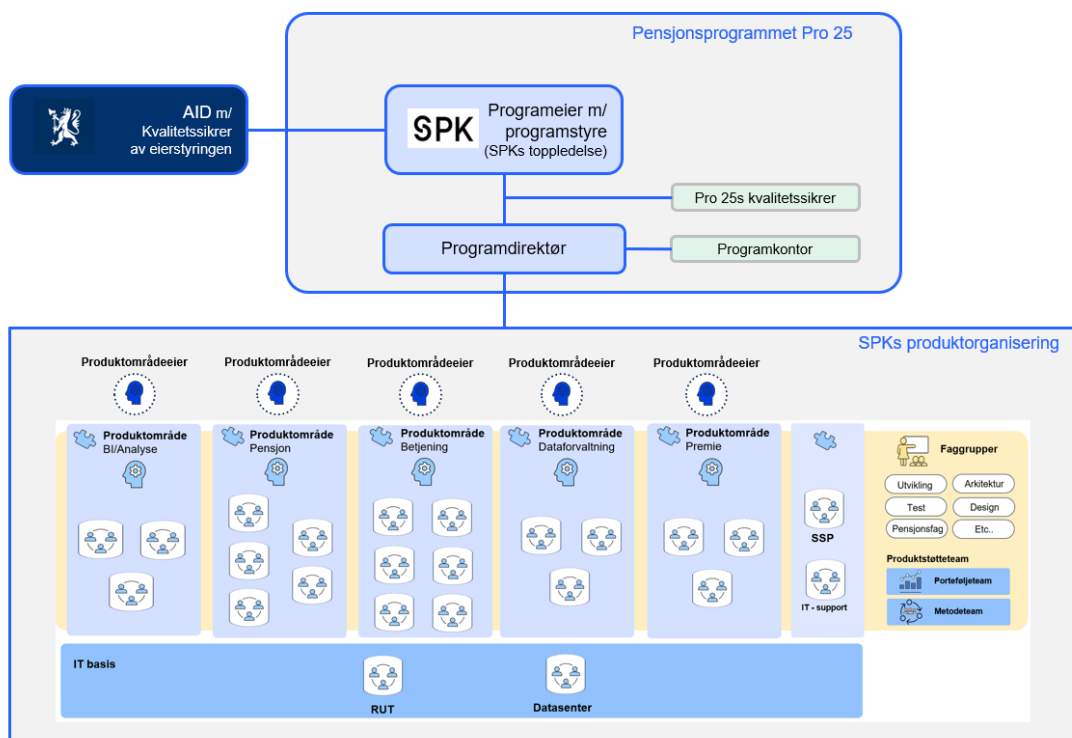 Pensjonsprogrammet Pro 25
AID m/
Kvalitetssikrer
av eierstyringen
SPK
Programeier m/
programstyre
(SPKs toppledelse)
Pro 25s kvalitetssikrer
Programdirektør
Programkontor
SPKs produktorganisering
Produktområdeeier
Produktområdeeier
Produktområdeeier
Produktområdeeier
Produktområdeeier
Produktområde
BI/Analyse
Produktområde
Pensjon
Produktområde
Betjening
Produktområde
Dataforvaltning
Produktområde
Premie
SSP
IT - support
Faggrupper
Utvikling
Arkitektur
Test
Design
Pensjonsfag
Etc..
Produktstøtteteam
Porteføljeteam
Metodeteam
IT basis
RUT
Datasenter